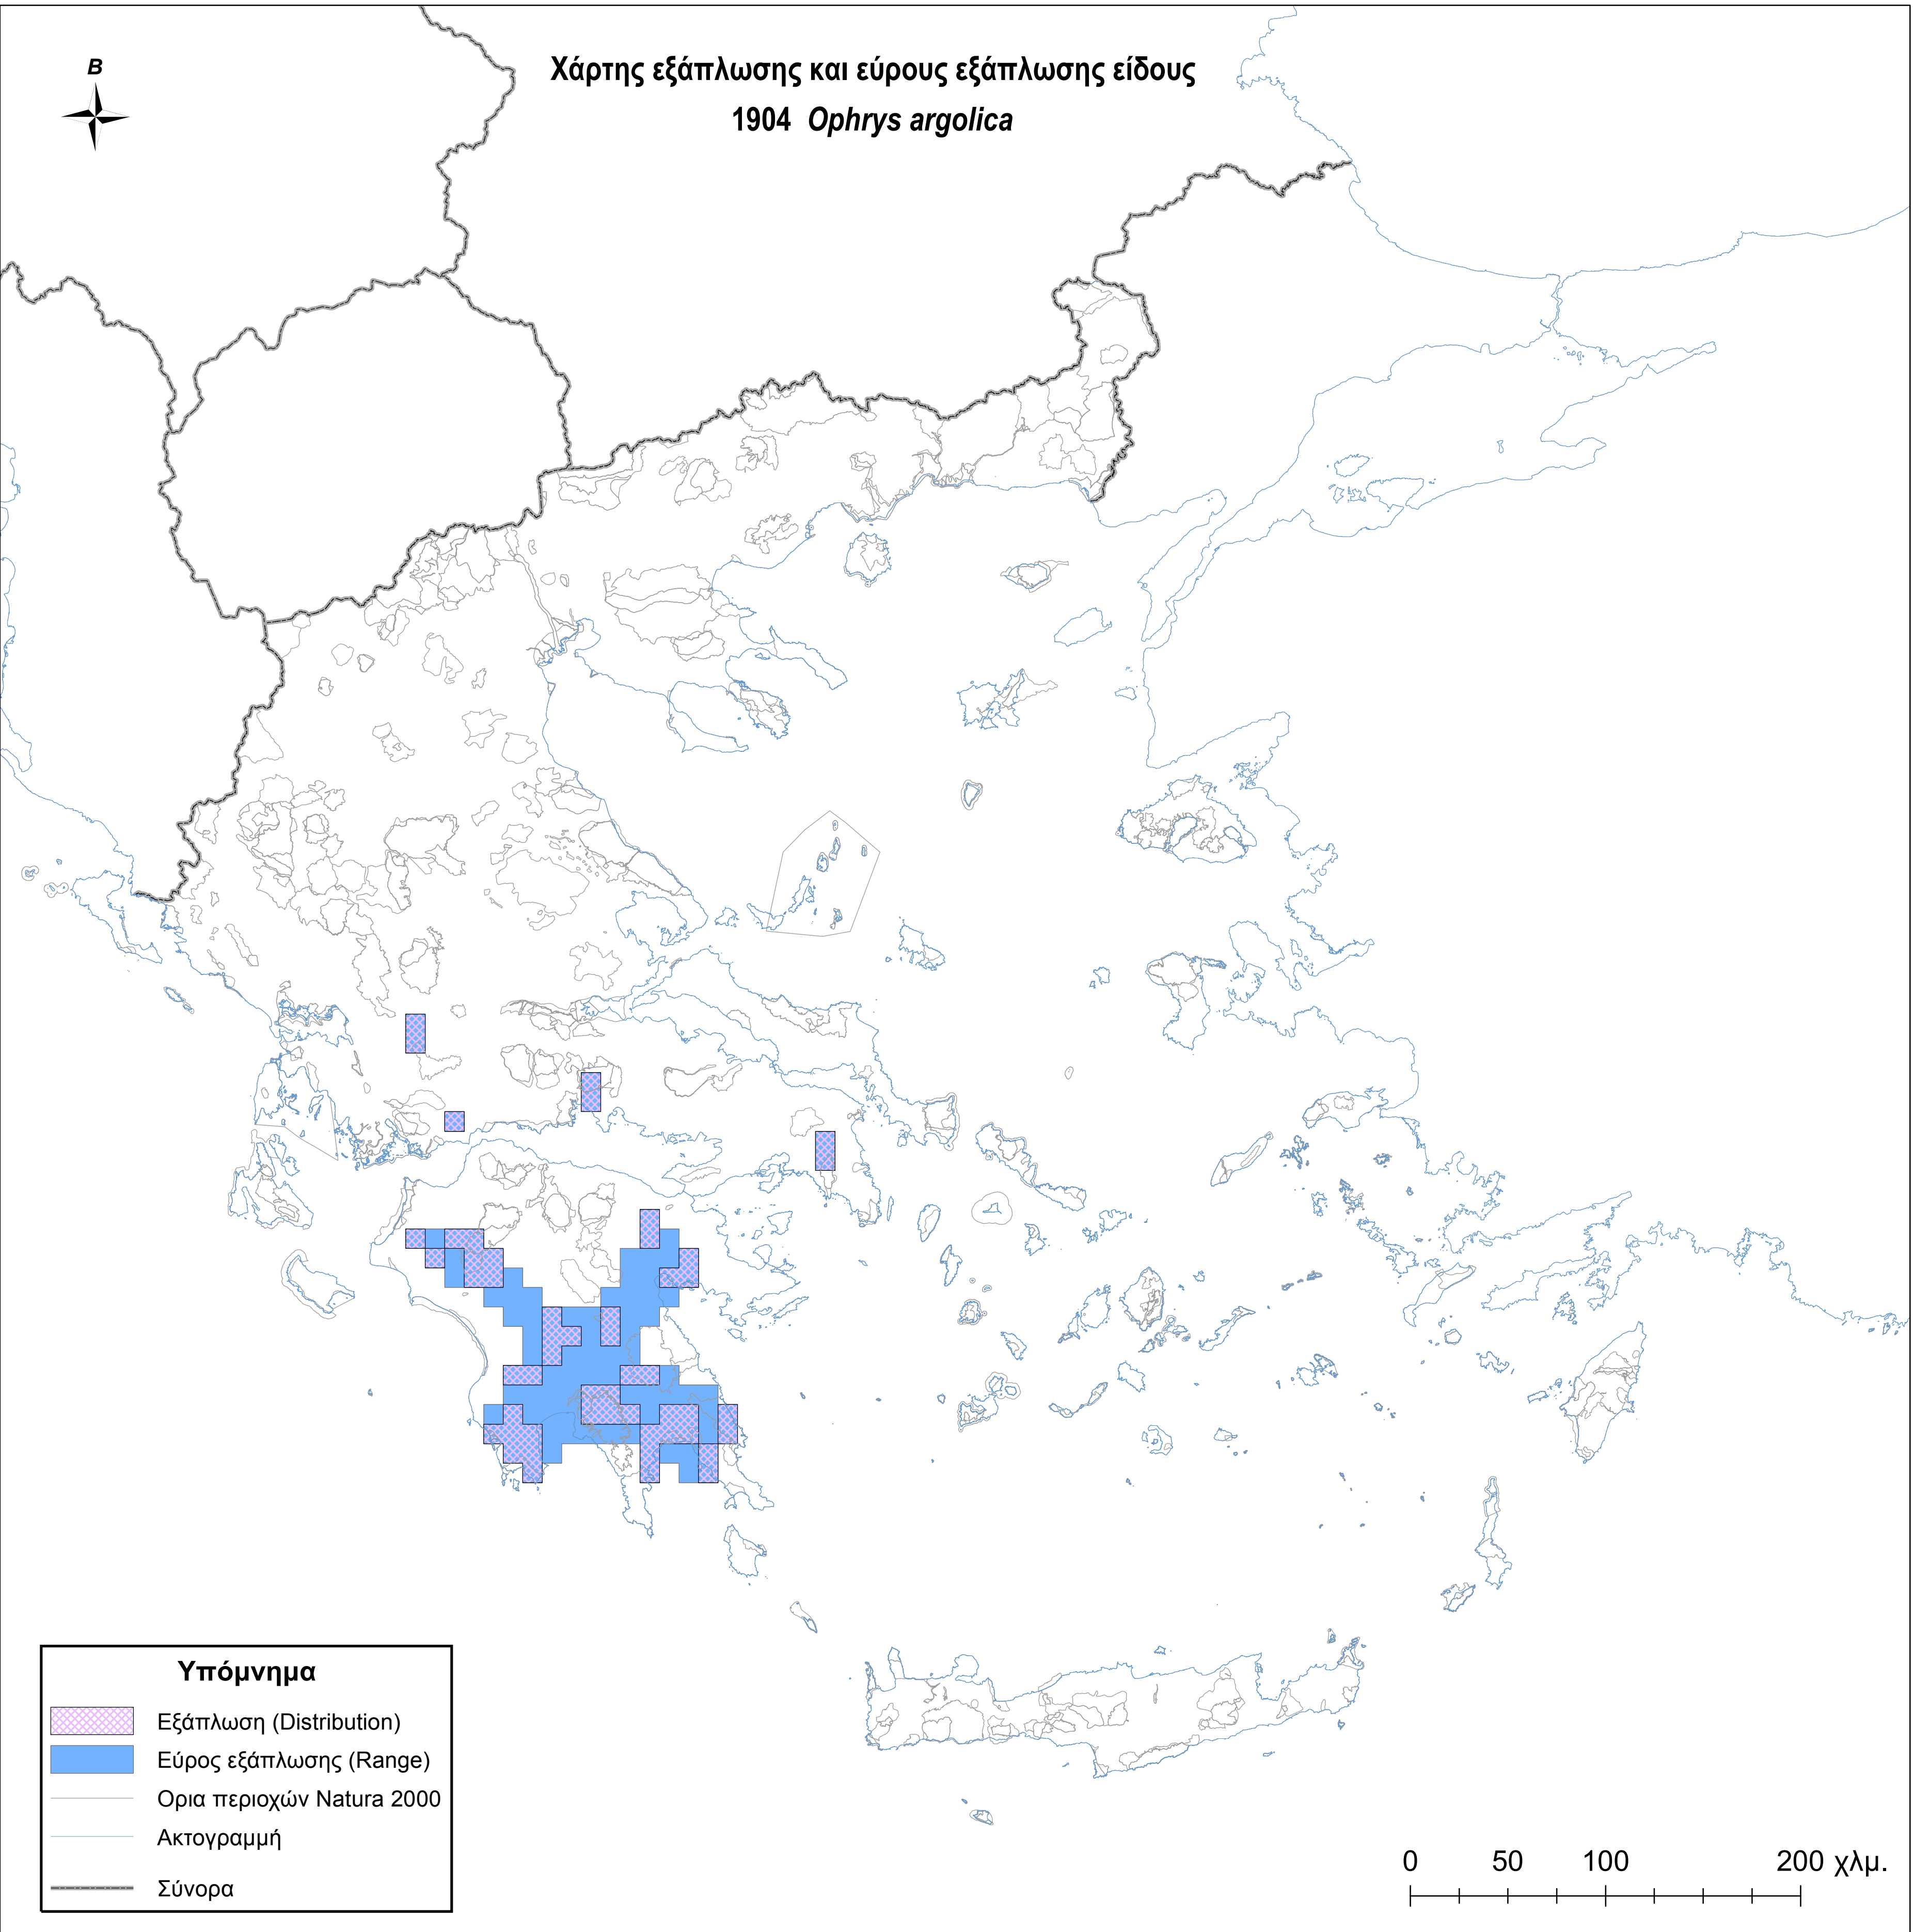 Χάρτης εξάπλωσης και εύρους εξάπλωσης είδους
1904 Ophrys argolica
Β
Υπόμνημα
Εξάπλωση (Distribution)
Εύρος εξάπλωσης (Range)
Ορια περιοχών Natura 2000
Ακτογραμμή
Σύνορα
0 50 100 200 χλμ.